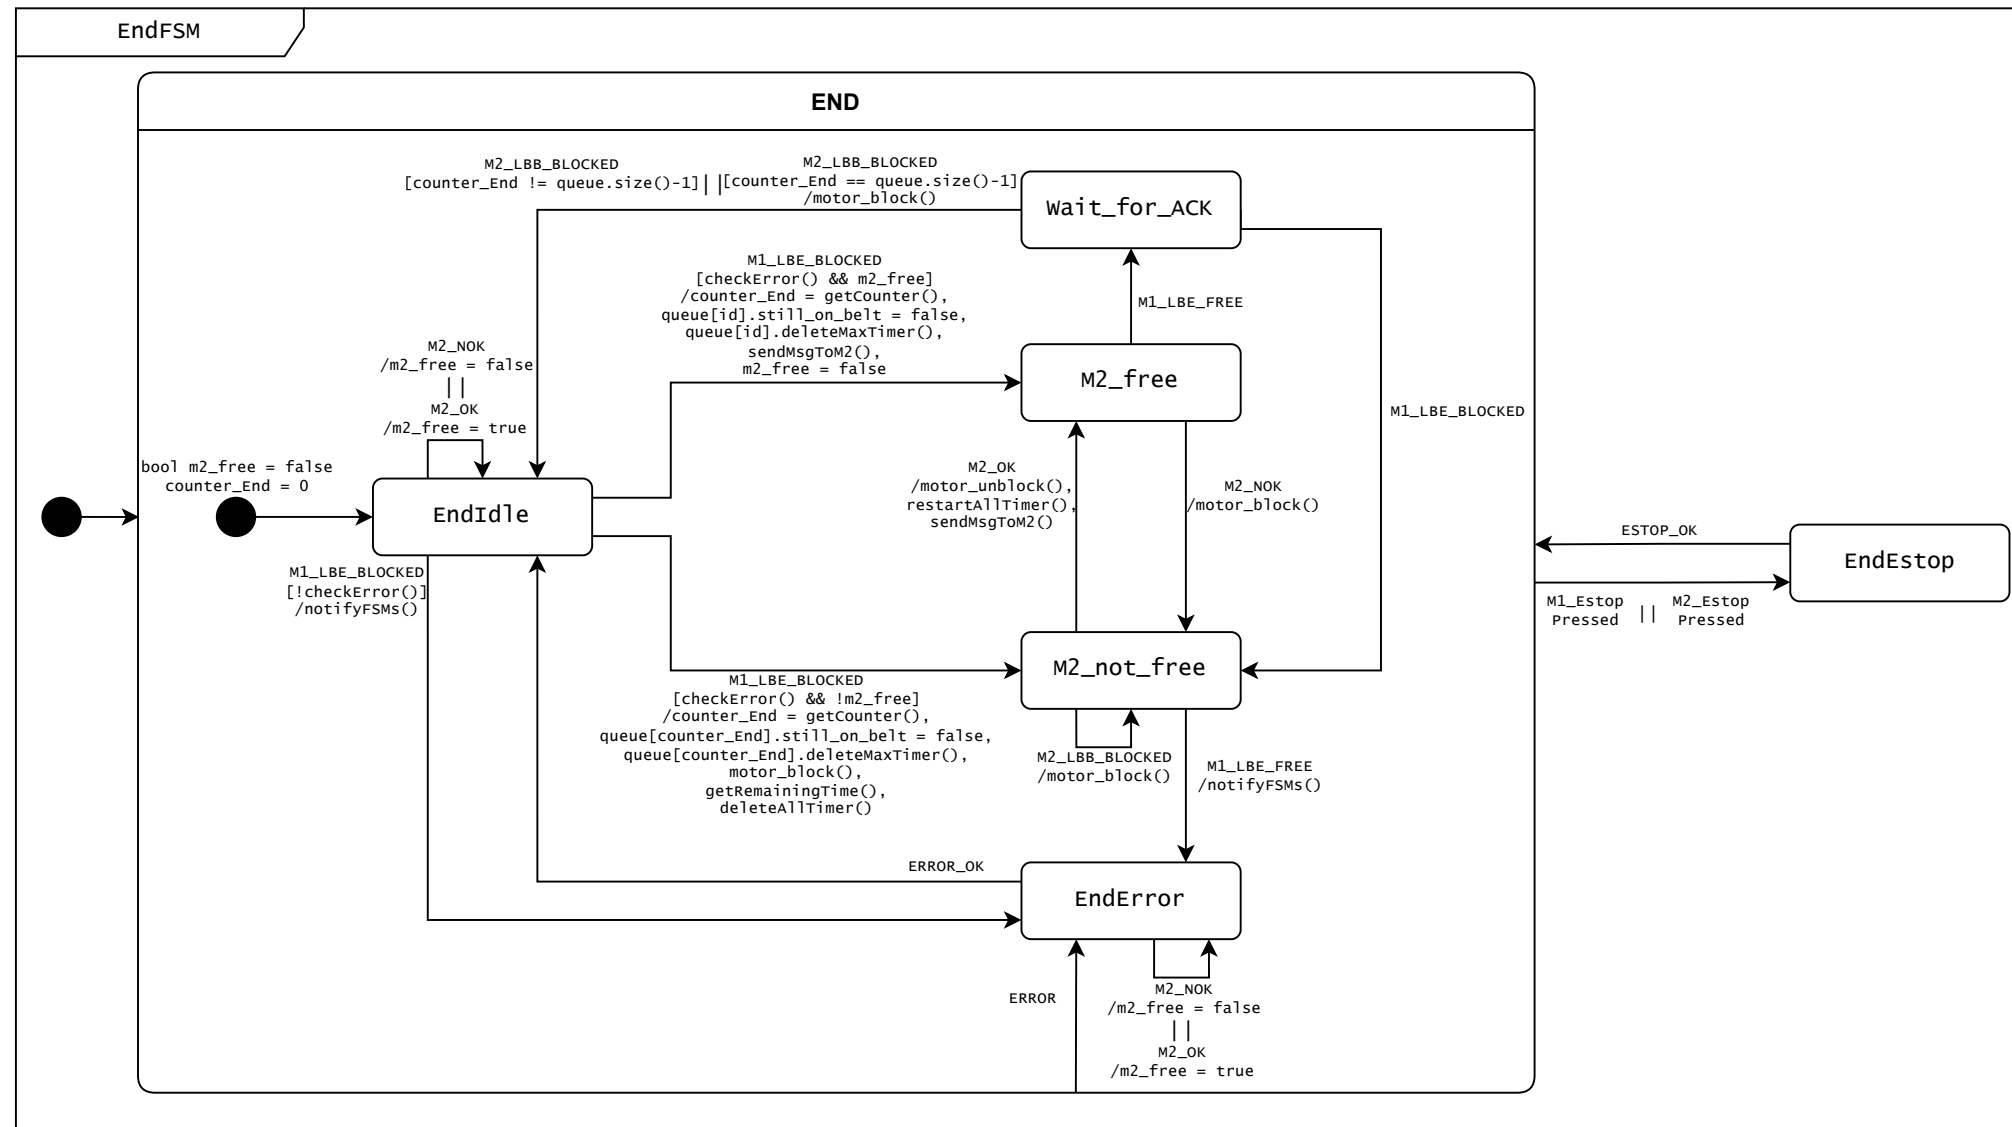 EndFSM
END
M2_LBB_BLOCKED
[counter_End != queue.size()-1]
||
M2_LBB_BLOCKED
[counter_End == queue.size()-1]
/motor_block()
Wait_for_ACK
M1_LBE_BLOCKED
[checkError() && m2_free]
/counter_End = getCounter(),
queue[id].still_on_belt = false,
queue[id].deleteMaxTimer(),
sendMsgToM2(),
m2_free = false
M1_LBE_FREE
M2_NOK
/m2_free = false
||
M2_OK
/m2_free = true
M2_free
M1_LBE_BLOCKED
bool m2_free = false
counter_End = 0
EndIdle
M2_OK
/motor_unblock(),
restartAllTimer(),
sendMsgToM2()
M2_NOK
/motor_block()
ESTOP_OK
EndEstop
M1_Estop
Pressed
||
M2_Estop
Pressed
M1_LBE_BLOCKED
[!checkError()]
/notifyFSMs()
M2_not_free
M1_LBE_BLOCKED
[checkError() && !m2_free]
/counter_End = getCounter(),
queue[counter_End].still_on_belt = false,
queue[counter_End].deleteMaxTimer(),
motor_block(),
getRemainingTime(),
deleteAllTimer()
M2_LBB_BLOCKED
/motor_block()
M1_LBE_FREE
/notifyFSMs()
ERROR_OK
EndError
ERROR
M2_NOK
/m2_free = false
||
M2_OK
/m2_free = true